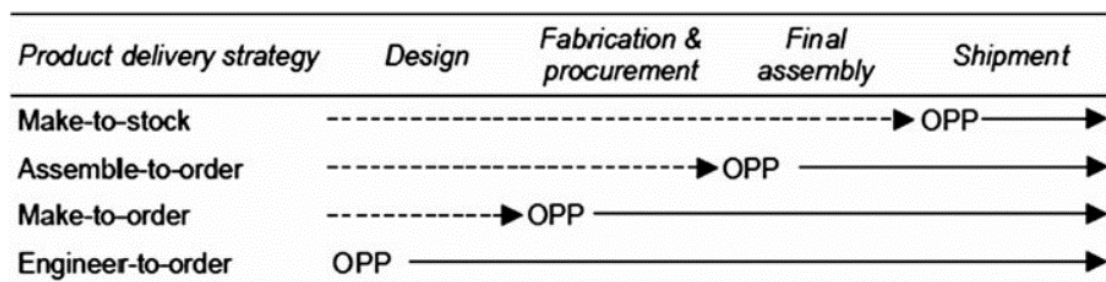 Product delivery strategy Design Fabrication & procurement Final assembly Shipment
Make-to-stock OPP
Assemble-to-order OPP
Make-to-order OPP
Engineer-to-order OPP